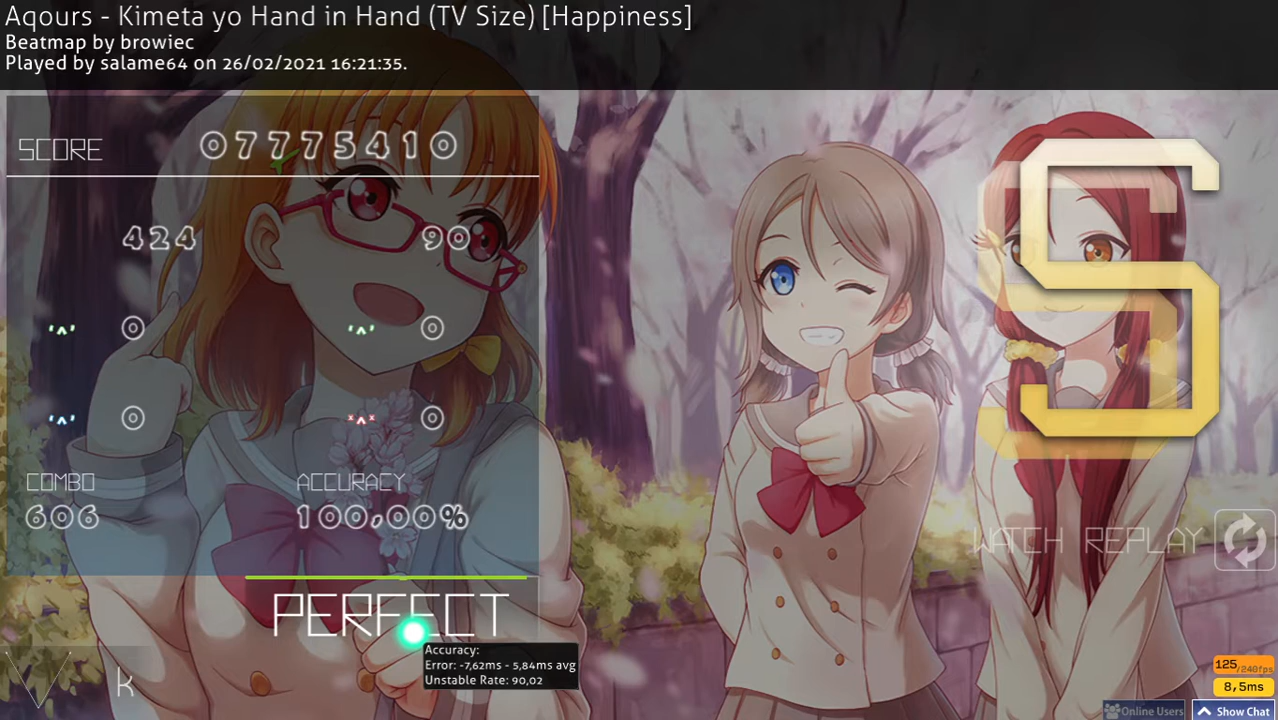 Aqours - Kimeta yo Hand in Hand (TV Size) [Happiness]
Beatmap by browiec
Played by salame64 on 26/02/2021 16:21:35.
SCORE 07775410
424 90
'^' 0 '^' 0
'^' 0 x^x 0
COMBO ACCURACY
606 100,00%
WATCH REPLAY
PERFECT
Accuracy:
Error: -7,62ms - 5,84ms avg
Unstable Rate: 90,02
k
125/240fps
8,5ms
Online Users Show Chat